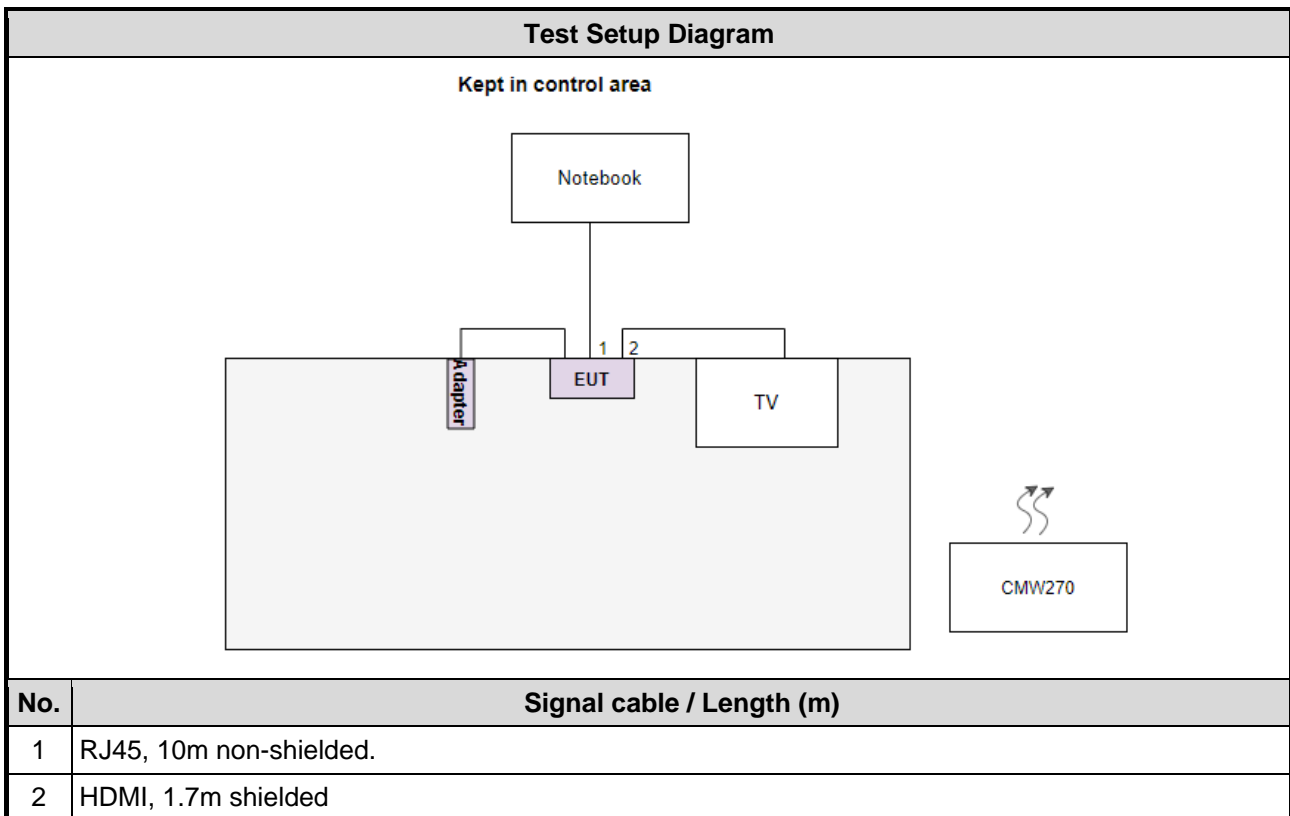 Test Setup Diagram
Kept in control area
Notebook
1 2
Adapter
EUT
TV
CMW270
No. Signal cable / Length (m)
1 RJ45, 10m non-shielded.
2 HDMI, 1.7m shielded